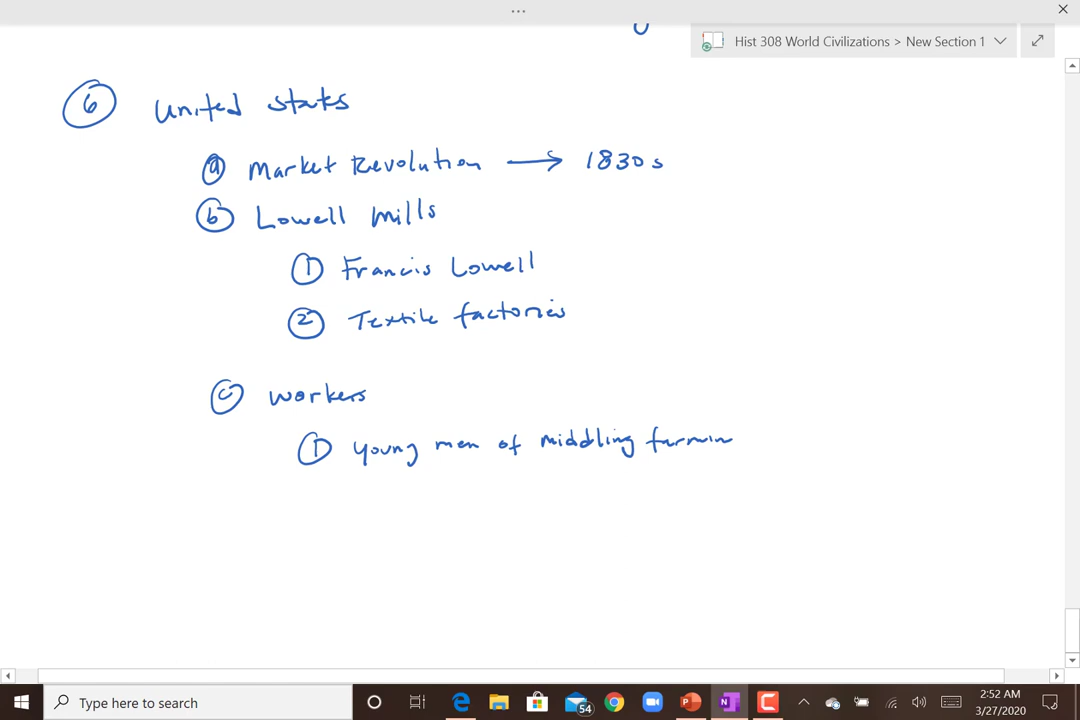 Hist 308 World Civilizations > New Section 1
6 United States
a Market Revolution → 1830s
b Lowell Mills
1 Francis Lowell
2 Textile factories
c workers
1 young men of middling farmin
Type here to search
54
2:52 AM
3/27/2020